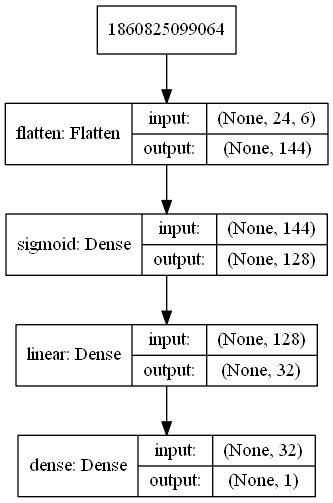 1860825099064
flatten: Flatten
input:
(None, 24, 6)
output:
(None, 144)
sigmoid: Dense
input:
(None, 144)
output:
(None, 128)
linear: Dense
input:
(None, 128)
output:
(None, 32)
dense: Dense
input:
(None, 32)
output:
(None, 1)